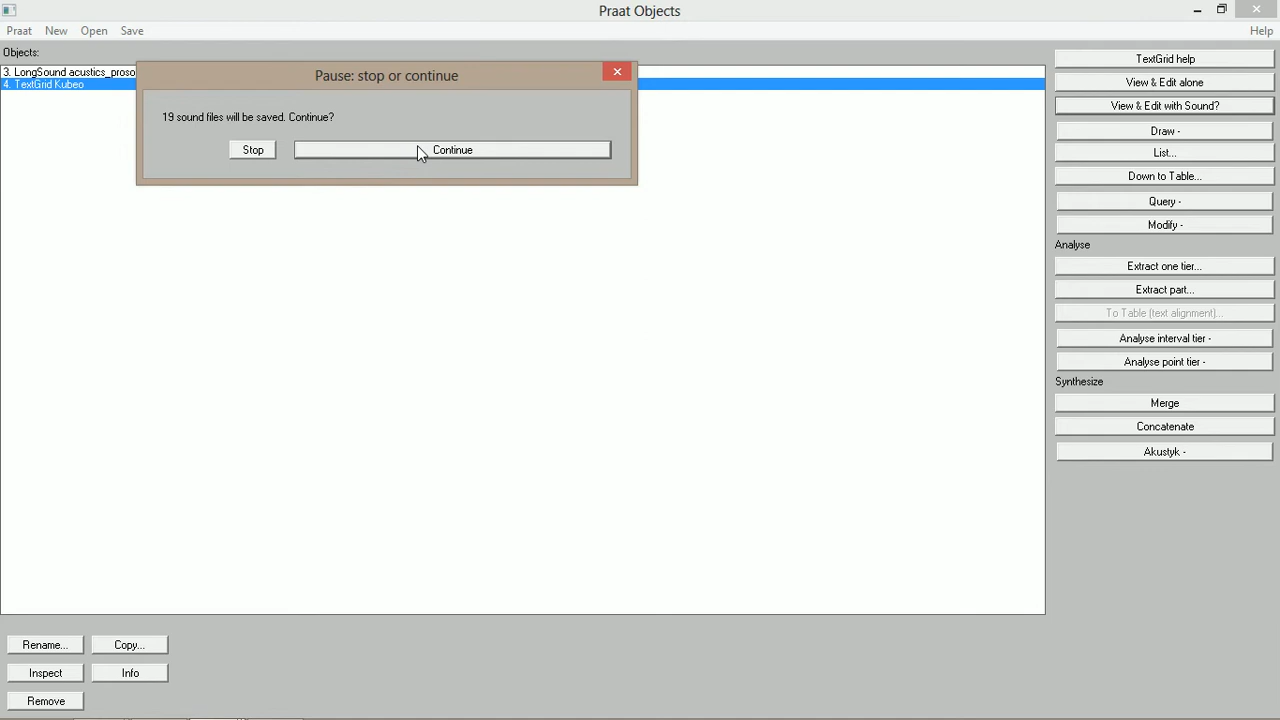 Praat Objects
Praat New Open Save Help
Objects:
3. LongSound acustics_proso
4. TextGrid Kubeo
Pause: stop or continue
19 sound files will be saved. Continue?
Stop
Continue
TextGrid help
View & Edit alone
View & Edit with Sound?
Draw -
List...
Down to Table...
Query -
Modify -
Analyse
Extract one tier...
Extract part...
To Table (text alignment)...
Analyse interval tier -
Analyse point tier -
Synthesize
Merge
Concatenate
Akustyk -
Rename... Copy...
Inspect Info
Remove